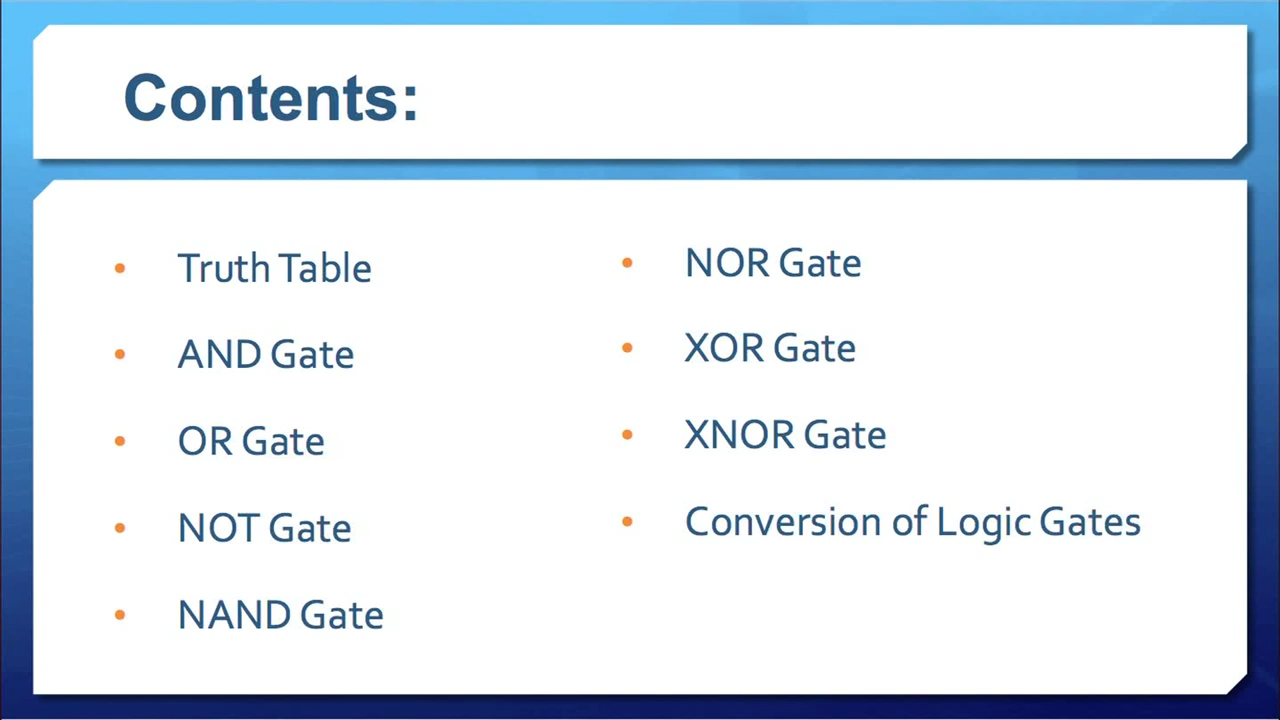 Contents:
• Truth Table
• AND Gate
• OR Gate
• NOT Gate
• NAND Gate
• NOR Gate
• XOR Gate
• XNOR Gate
• Conversion of Logic Gates